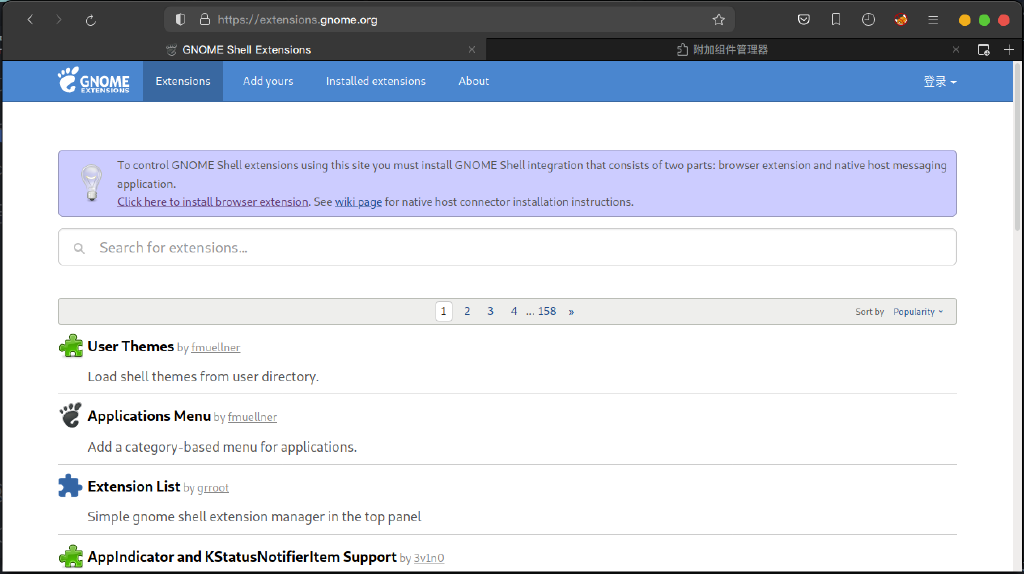 https://extensions.gnome.org
GNOME Shell Extensions
附加组件管理器
GNOME
EXTENSIONS
Extensions
Add yours
Installed extensions
About
登录
To control GNOME Shell extensions using this site you must install GNOME Shell integration that consists of two parts: browser extension and native host messaging
application.
Click here to install browser extension. See wiki page for native host connector installation instructions.
Search for extensions...
1 2 3 4 ... 158 »
Sort by Popularity
User Themes by fmuellner
Load shell themes from user directory.
Applications Menu by fmuellner
Add a category-based menu for applications.
Extension List by grroot
Simple gnome shell extension manager in the top panel
AppIndicator and KStatusNotifierItem Support by 3v1n0